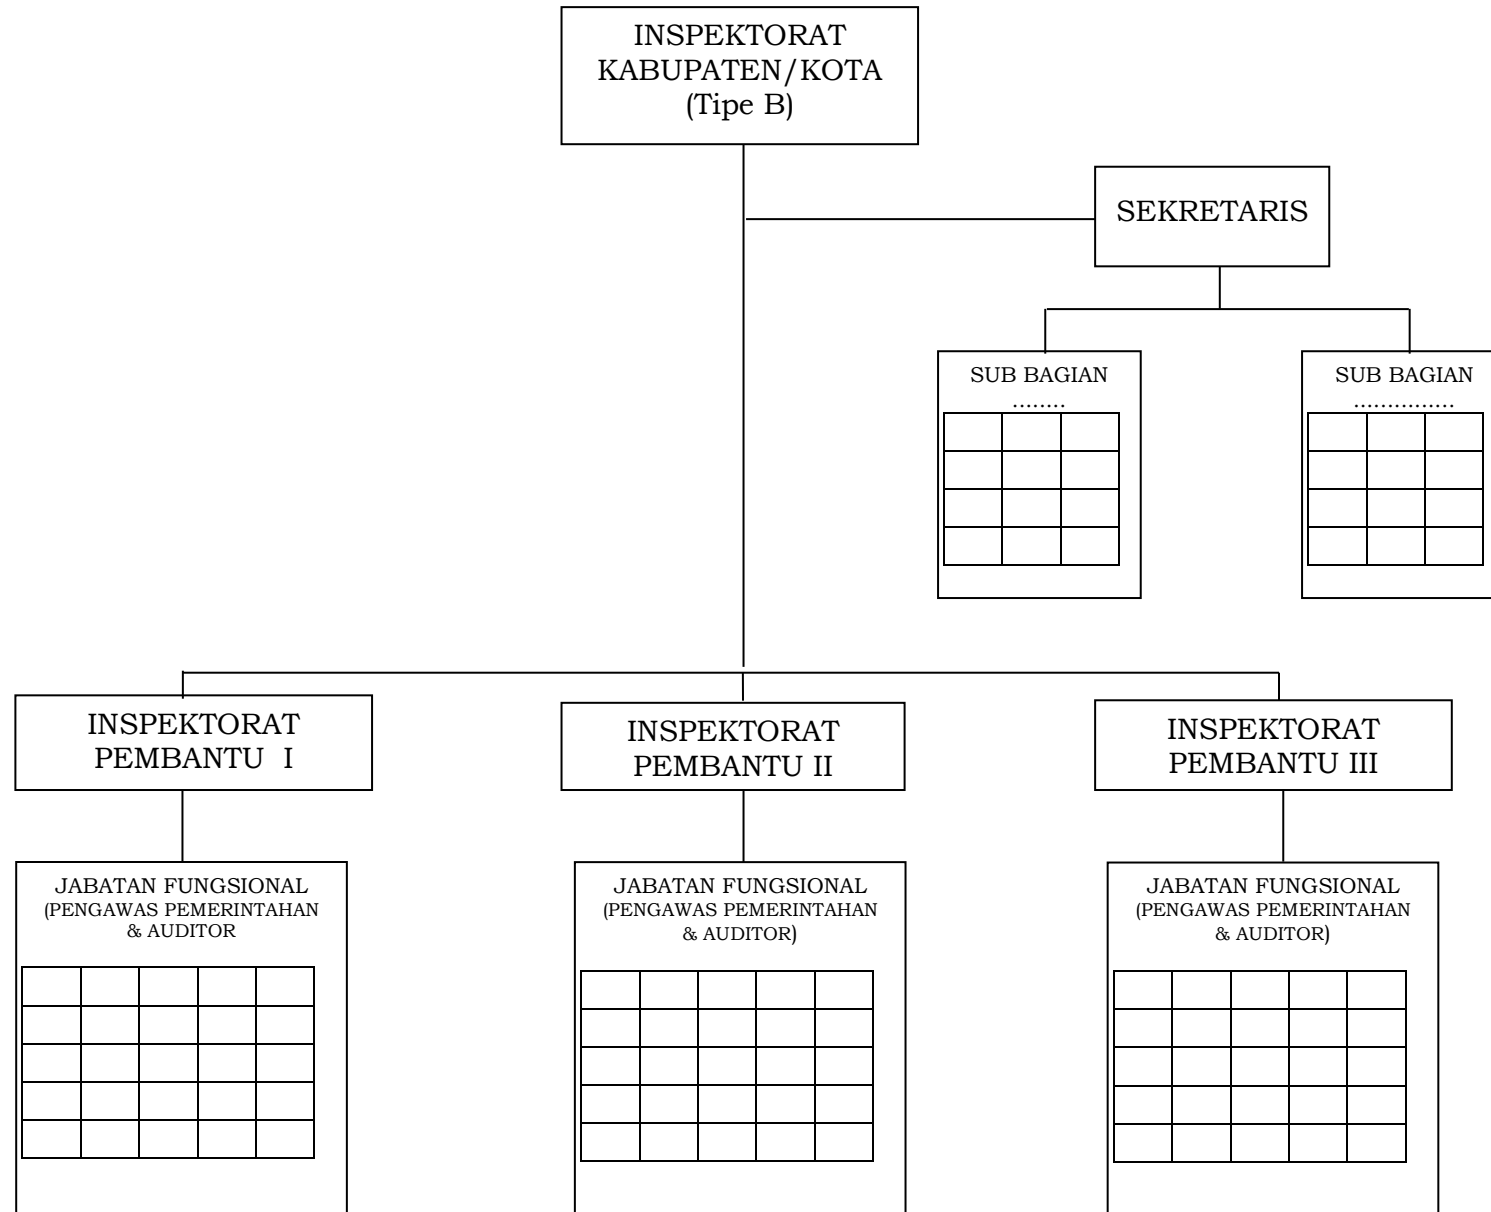 INSPEKTORAT
KABUPATEN/KOTA
(Tipe B)
SEKRETARIS
SUB BAGIAN
........
SUB BAGIAN
...............
INSPEKTORAT
PEMBANTU  I
INSPEKTORAT
PEMBANTU II
INSPEKTORAT
PEMBANTU III
JABATAN FUNGSIONAL
(PENGAWAS PEMERINTAHAN
& AUDITOR
JABATAN FUNGSIONAL
(PENGAWAS PEMERINTAHAN
& AUDITOR)
JABATAN FUNGSIONAL
(PENGAWAS PEMERINTAHAN
& AUDITOR)